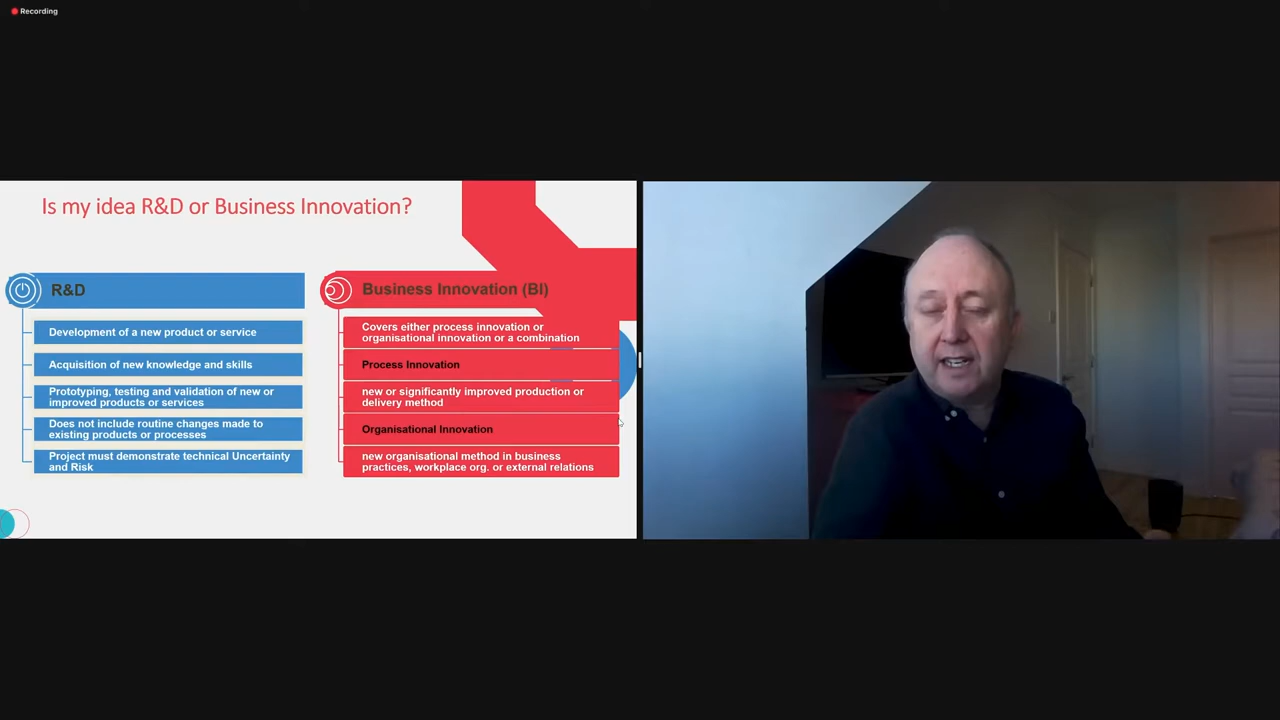 Recording
Is my idea R&D or Business Innovation?
R&D
Development of a new product or service
Acquisition of new knowledge and skills
Prototyping, testing and validation of new or
improved products or services
Does not include routine changes made to
existing products or processes
Project must demonstrate technical Uncertainty
and Risk
Business Innovation (BI)
Covers either process innovation or
organisational innovation or a combination
Process Innovation
new or significantly improved production or
delivery method
Organisational Innovation
new organisational method in business
practices, workplace org. or external relations